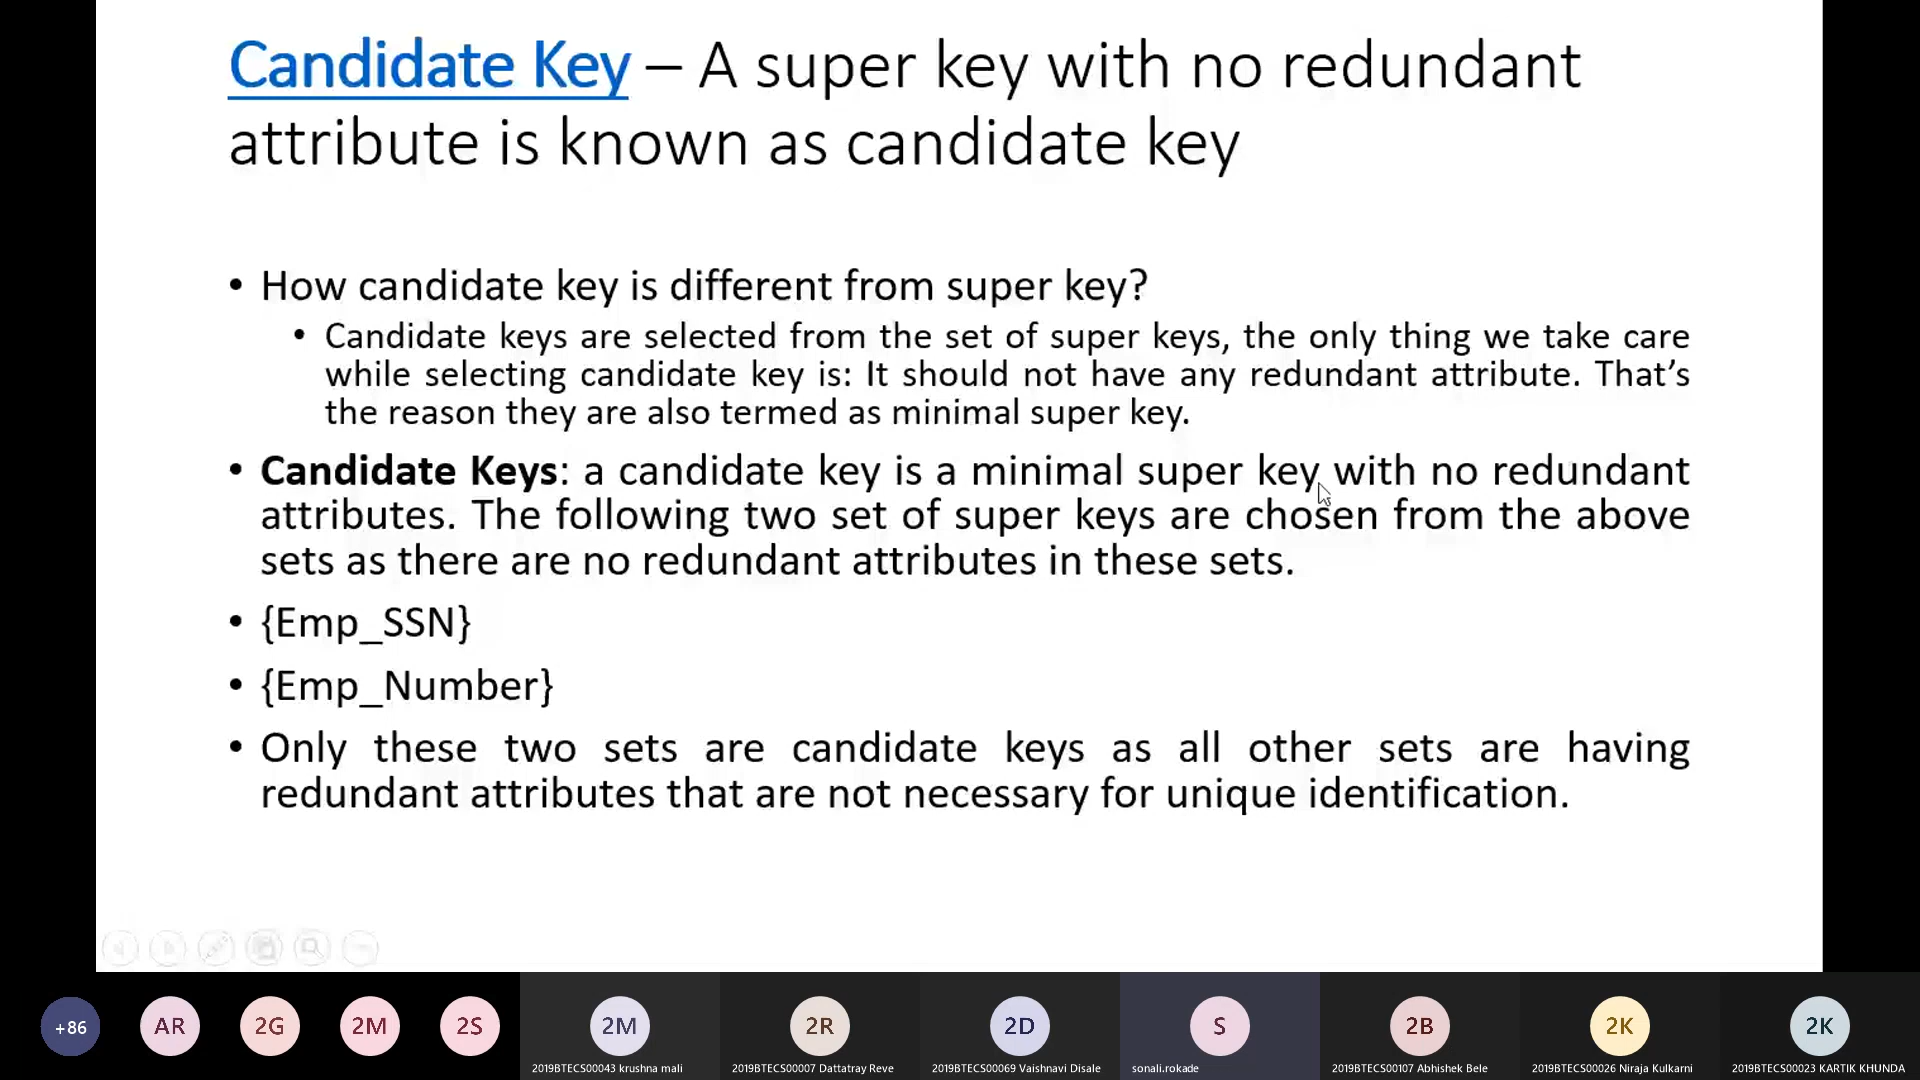 Candidate Key – A super key with no redundant
attribute is known as candidate key
• How candidate key is different from super key?
• Candidate keys are selected from the set of super keys, the only thing we take care
while selecting candidate key is: It should not have any redundant attribute. That's
the reason they are also termed as minimal super key.
• Candidate Keys: a candidate key is a minimal super key with no redundant
attributes. The following two set of super keys are chosen from the above
sets as there are no redundant attributes in these sets.
• {Emp_SSN}
• {Emp_Number}
• Only these two sets are candidate keys as all other sets are having
redundant attributes that are not necessary for unique identification.
+86 AR 2G 2M 2S 2M 2R 2D S 2B 2K 2K
2019BTECS00043 krushna mali 2019BTECS00007 Dattatray Reve 2019BTECS00069 Vaishnavi Disale sonali.rokade 2019BTECS00107 Abhishek Bele 2019BTECS00026 Niraja Kulkarni 2019BTECS00023 KARTIK KHUNDA